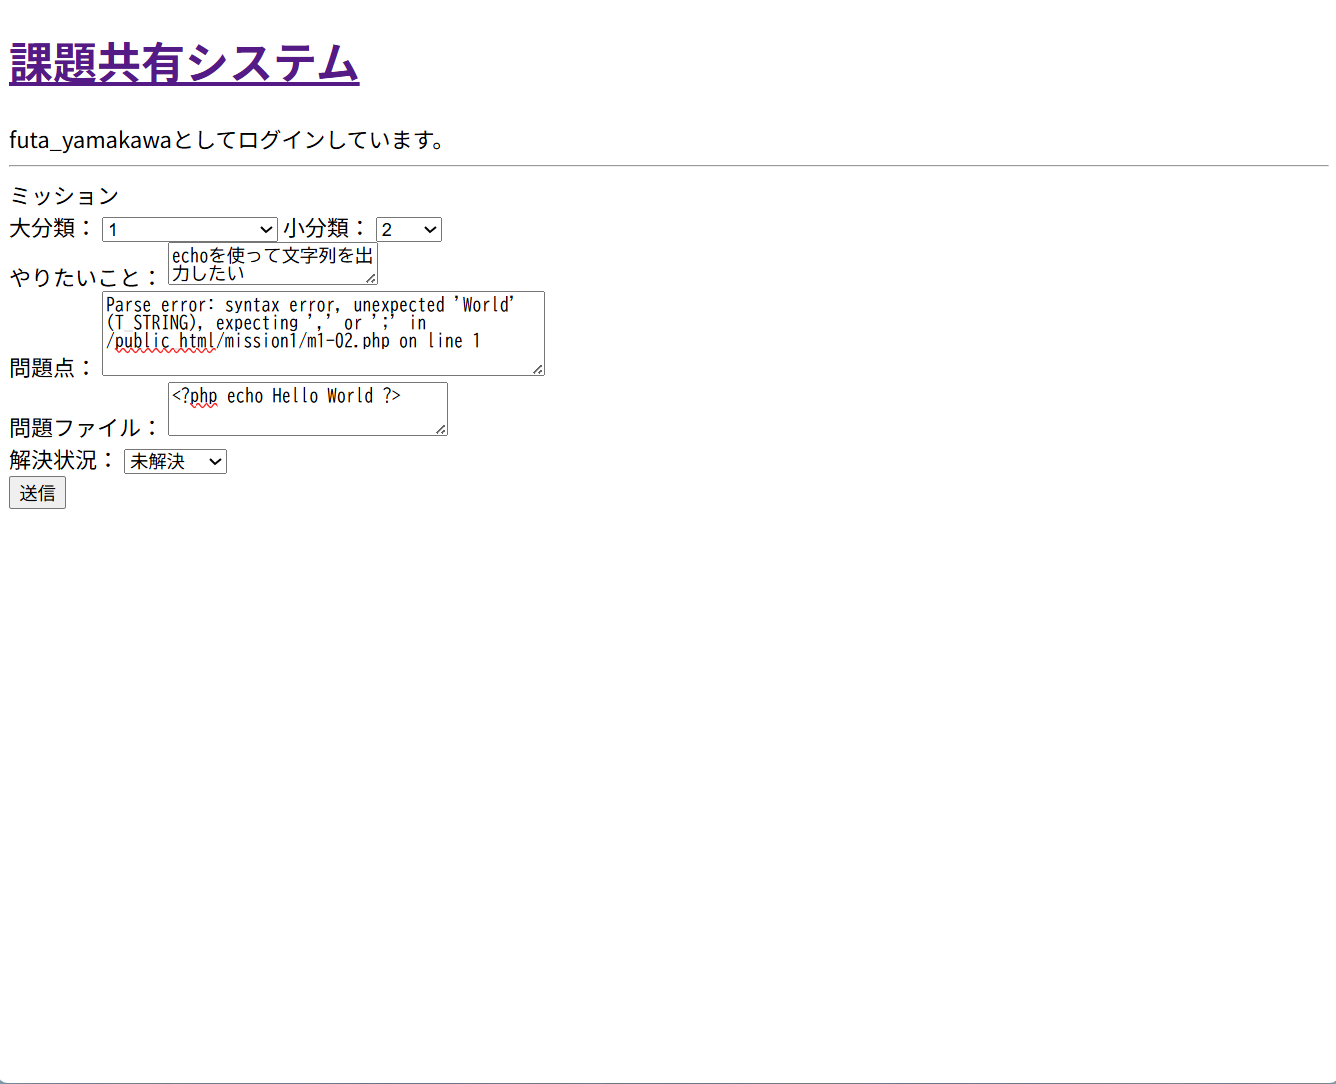 課題共有システム
futa_yamakawaとしてログインしています。
ミッション
大分類： 1 小分類： 2
やりたいこと： echoを使って文字列を出
力したい
問題点： Parse error: syntax error, unexpected 'World'
(T_STRING), expecting ',' or ';' in
/public_html/mission1/m1-02.php on line 1
問題ファイル： <?php echo Hello World ?>
解決状況： 未解決
送信